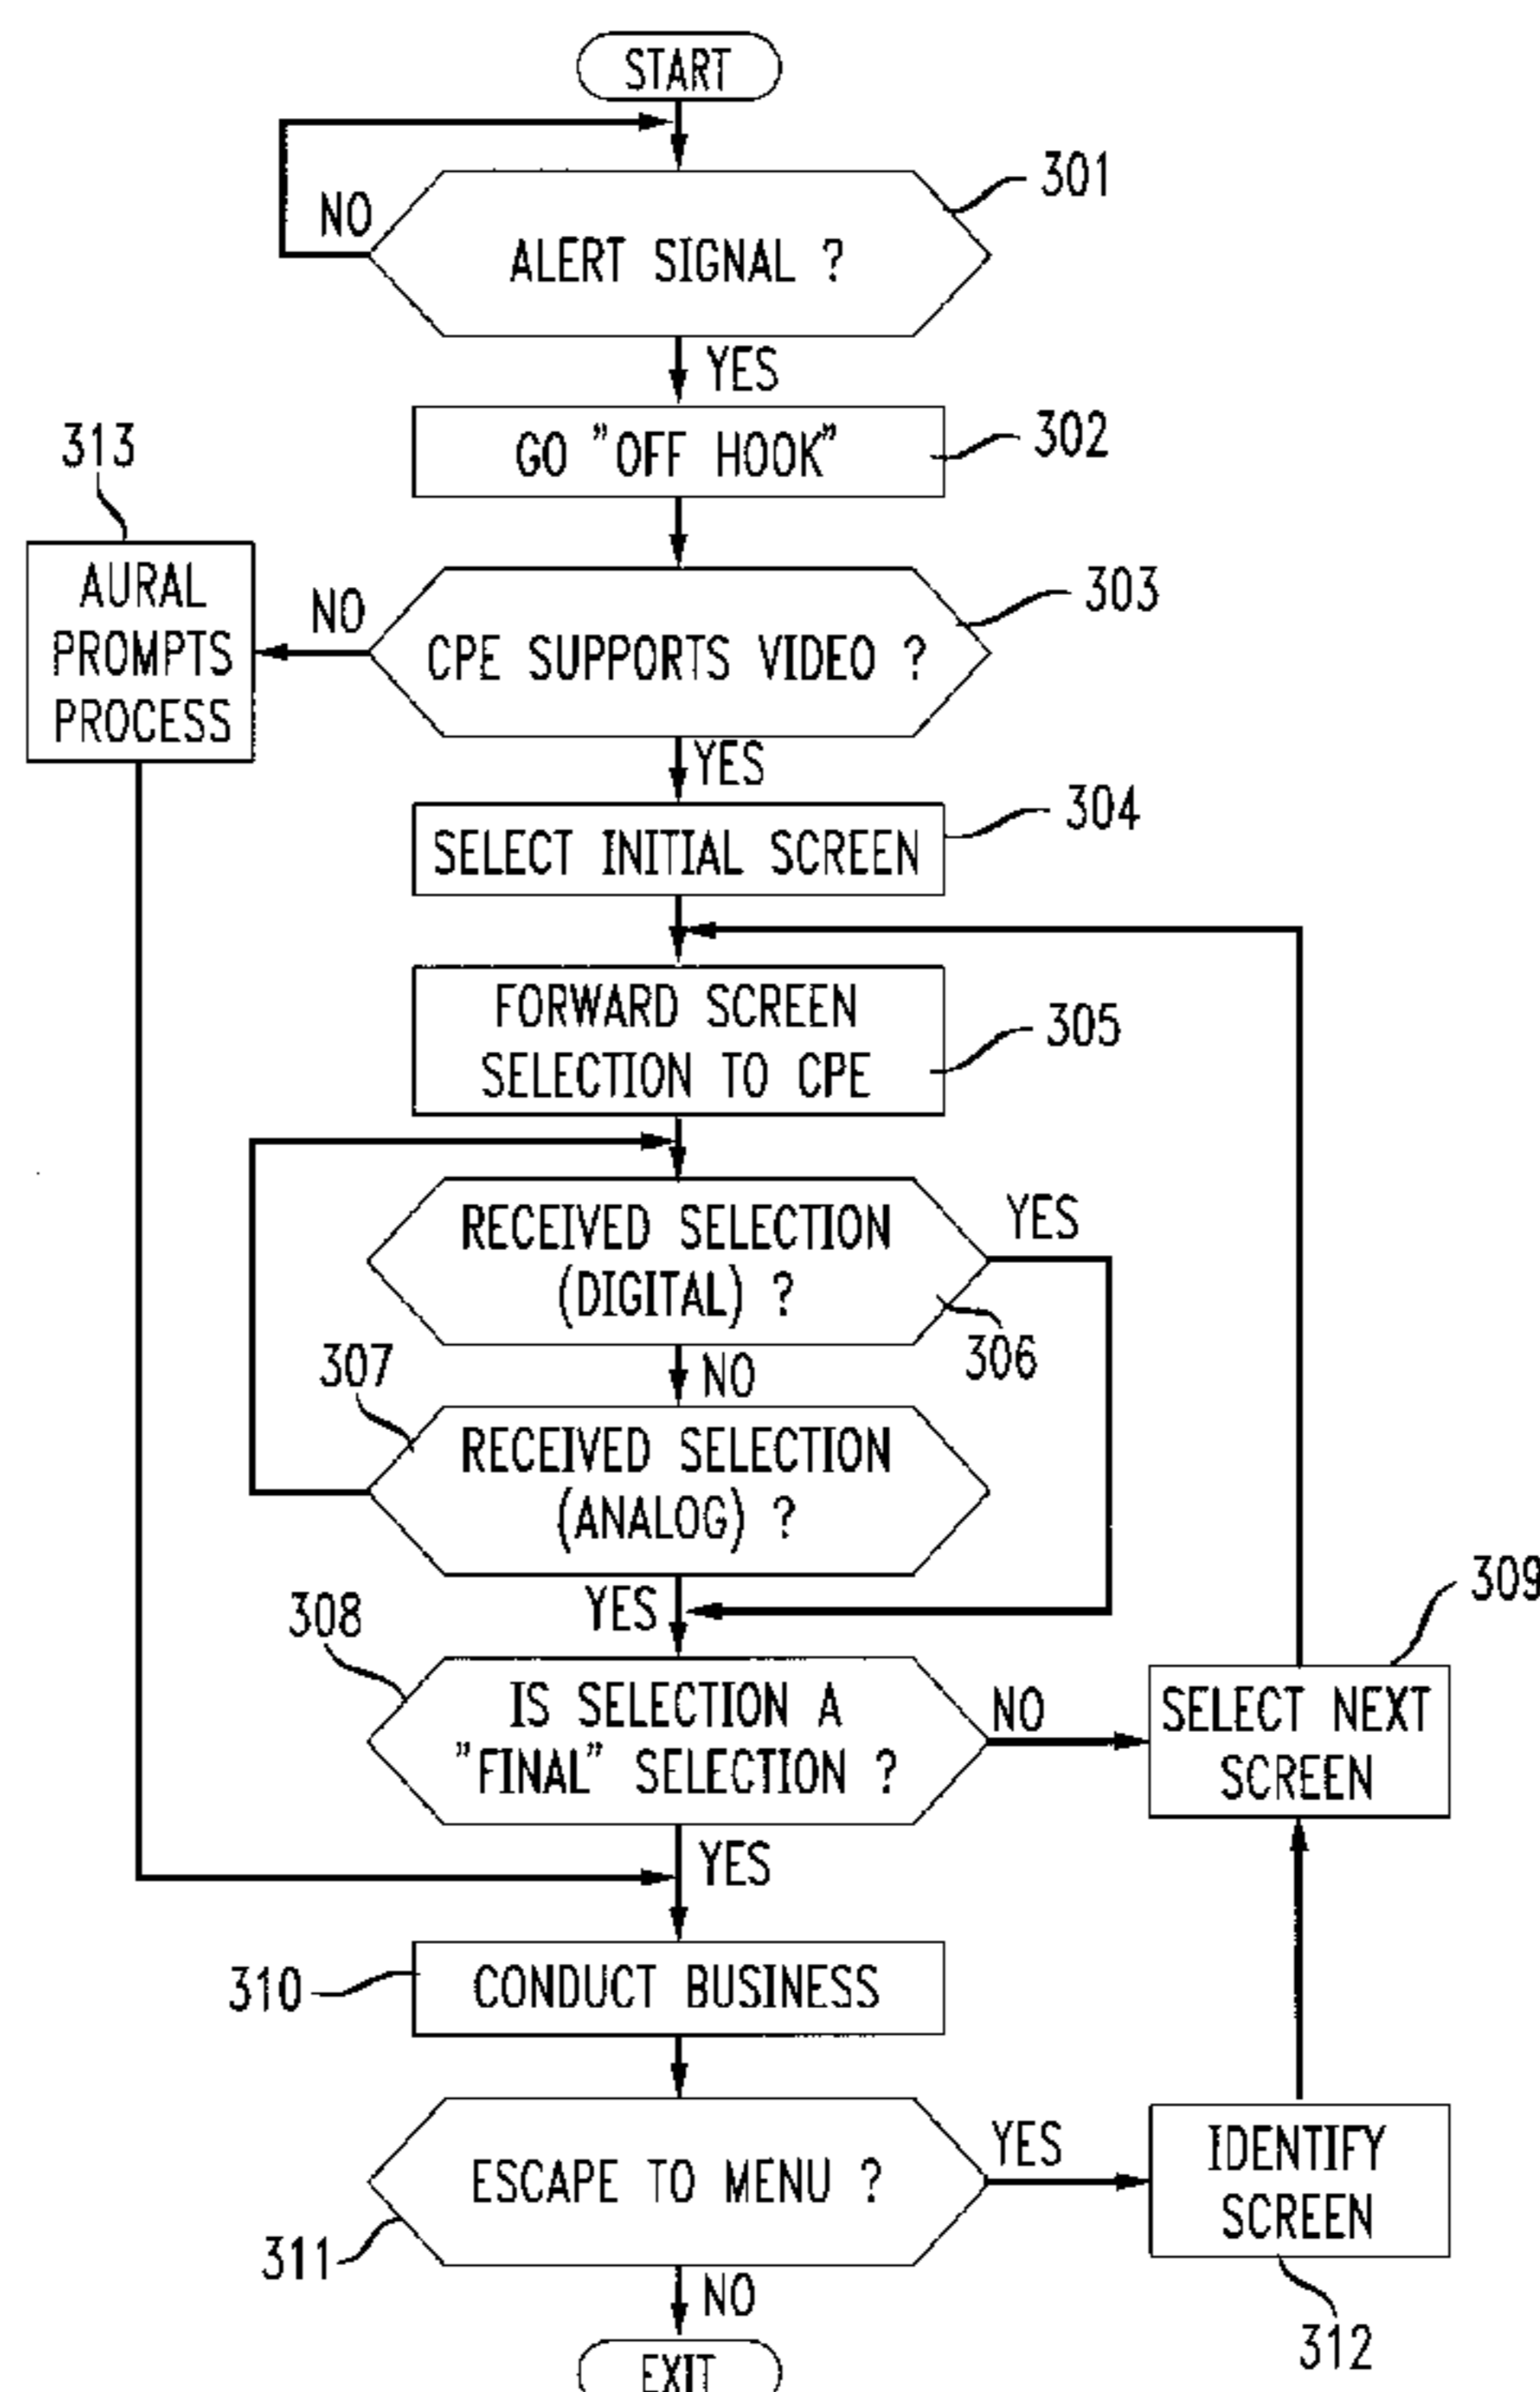 START
301
NO
ALERT SIGNAL ?
YES
302
GO "OFF HOOK"
313
AURAL
PROMPTS
PROCESS
NO
303
CPE SUPPORTS VIDEO ?
YES
304
SELECT INITIAL SCREEN
FORWARD SCREEN
SELECTION TO CPE
305
RECEIVED SELECTION
(DIGITAL) ?
YES
306
NO
307
RECEIVED SELECTION
(ANALOG) ?
YES
308
IS SELECTION A
"FINAL" SELECTION ?
NO
309
SELECT NEXT
SCREEN
YES
310
CONDUCT BUSINESS
ESCAPE TO MENU ?
YES
311
IDENTIFY
SCREEN
312
NO
EXIT